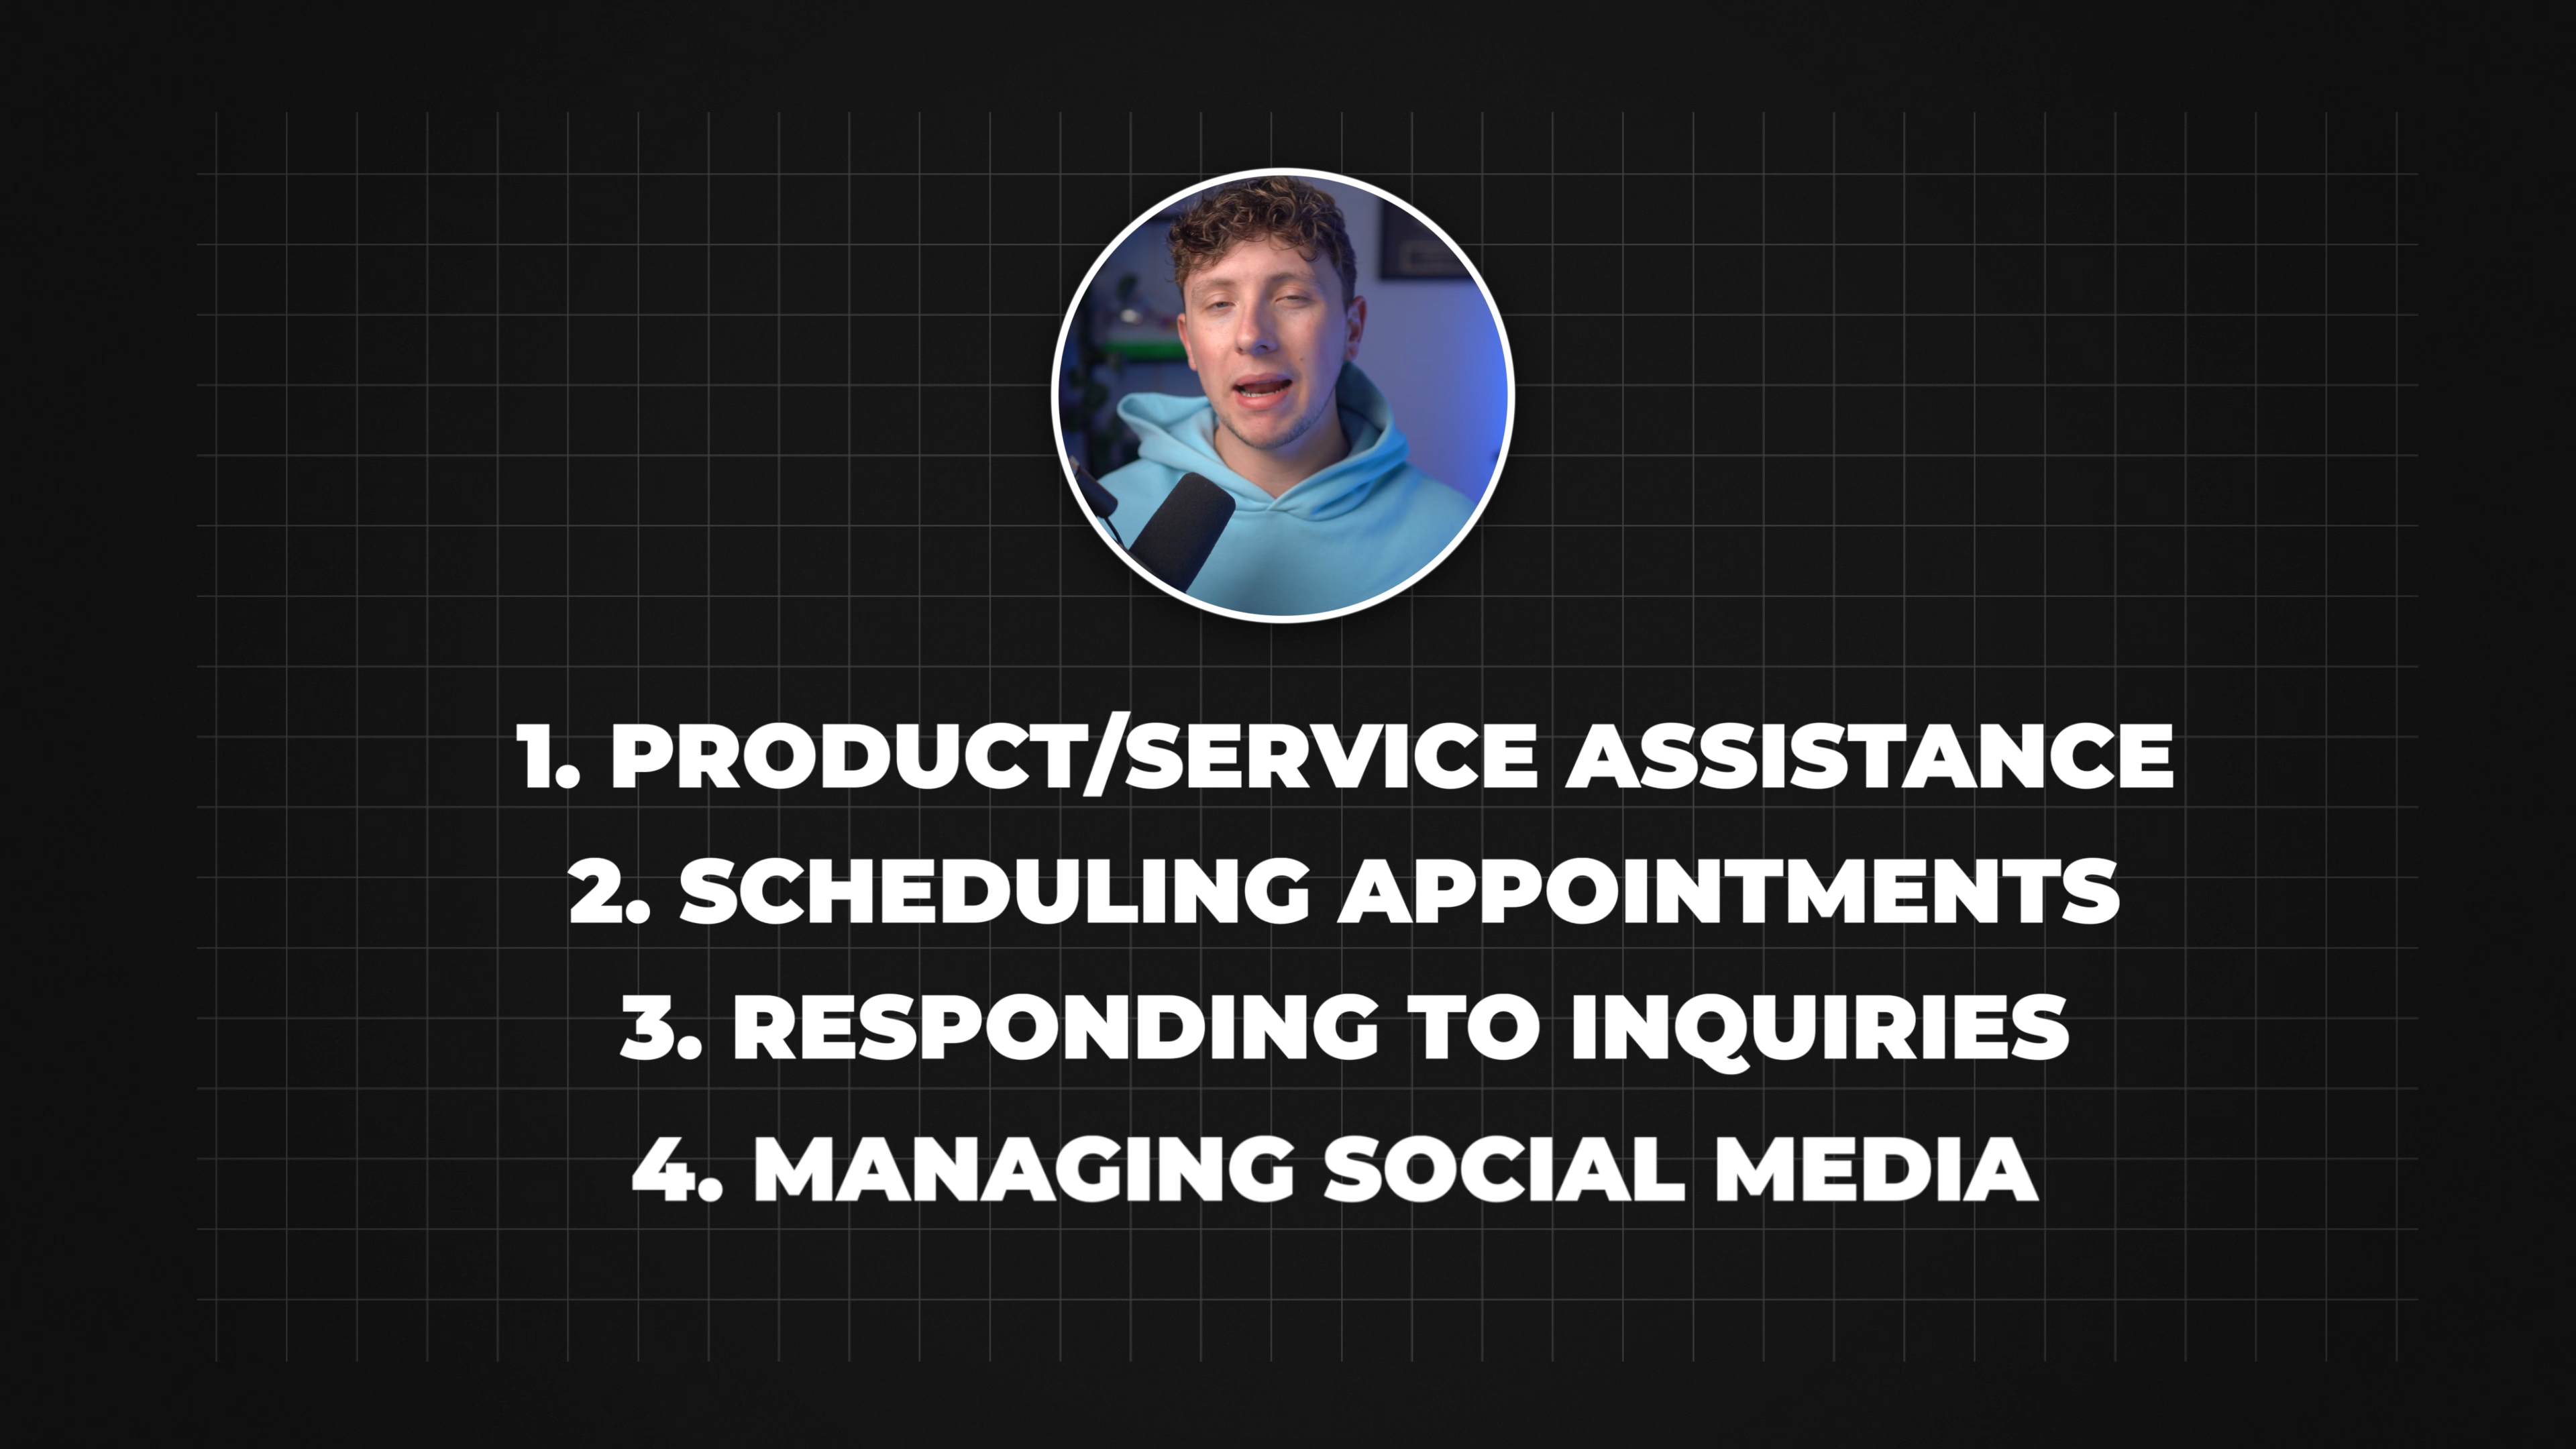 1. PRODUCT/SERVICE ASSISTANCE
2. SCHEDULING APPOINTMENTS
3. RESPONDING TO INQUIRIES
4. MANAGING SOCIAL MEDIA